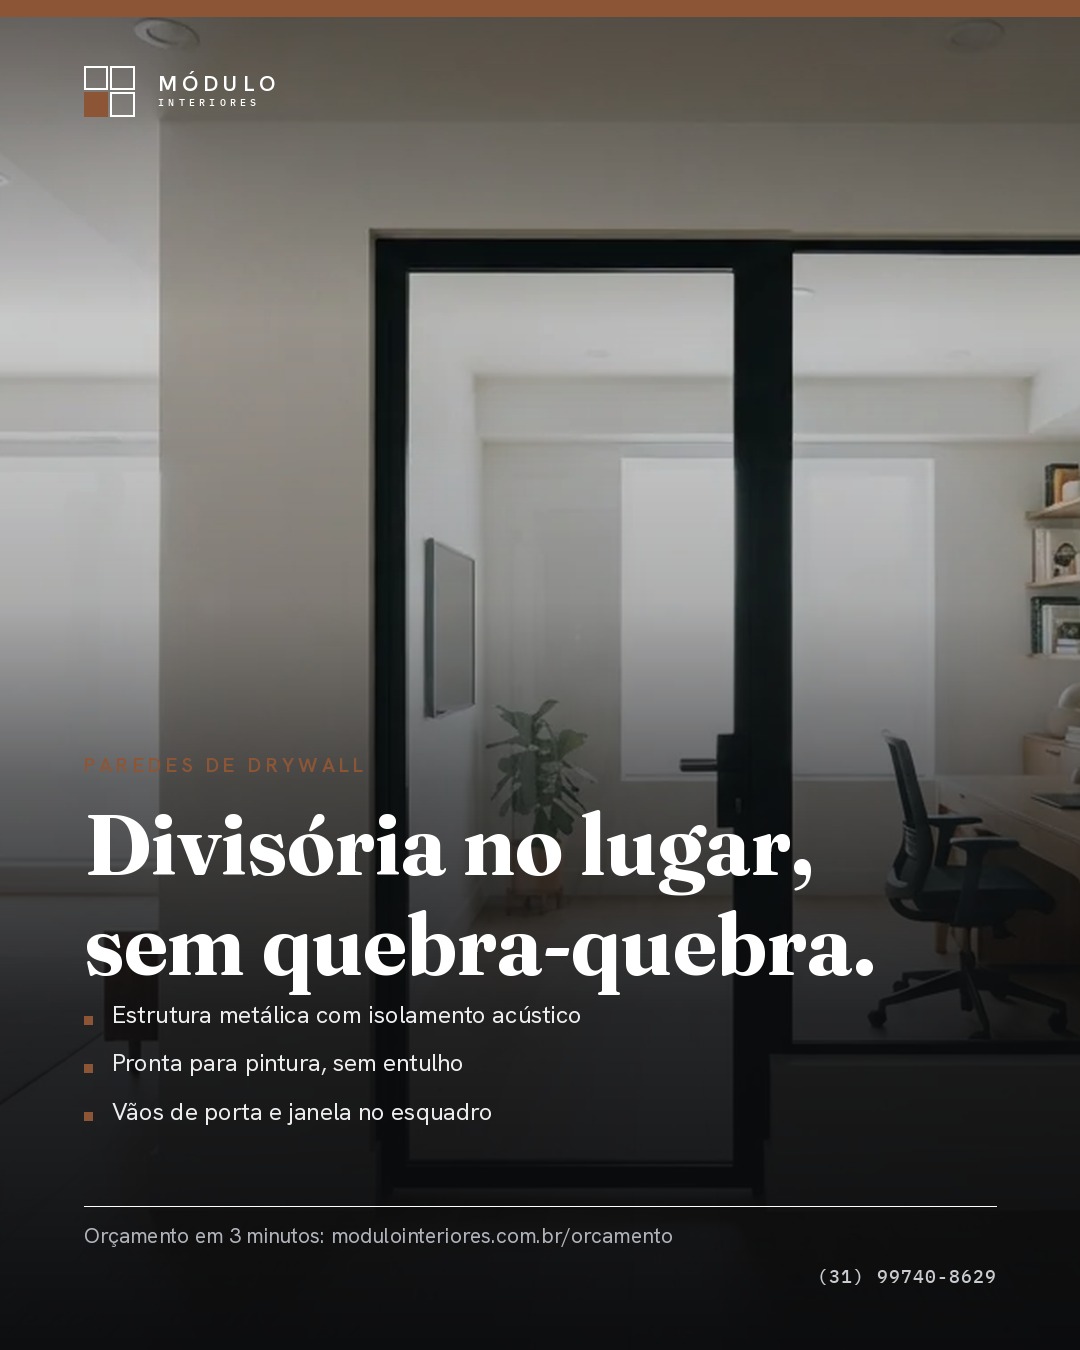 MÓDULO
INTERIORES
PAREDES DE DRYWALL
Divisória no lugar,
sem quebra-quebra.
Estrutura metálica com isolamento acústico
Pronta para pintura, sem entulho
Vãos de porta e janela no esquadro
Orçamento em 3 minutos: modulointeriores.com.br/orcamento
(31) 99740-8629